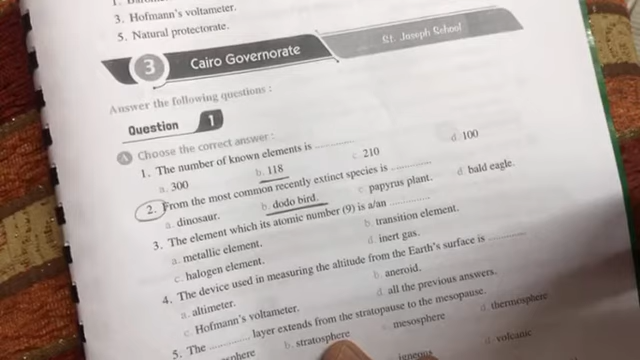 3. Hofmann's voltameter.
5. Natural protectorate.
3 Cairo Governorate St. Joseph School
Answer the following questions :
Question 1
A Choose the correct answer :
1. The number of known elements is ............
a. 300 b. 118 c. 210 d. 100
2. From the most common recently extinct species is ............
a. dinosaur. b. dodo bird. c. papyrus plant. d. bald eagle.
3. The element which its atomic number (9) is a/an ............
a. metallic element. b. transition element.
c. halogen element. d. inert gas.
4. The device used in measuring the altitude from the Earth's surface is ............
a. altimeter. b. aneroid.
c. Hofmann's voltameter. d. all the previous answers.
5. The ............ layer extends from the stratopause to the mesopause.
b. stratosphere c. mesosphere d. thermosphere
igneous d. volcanic